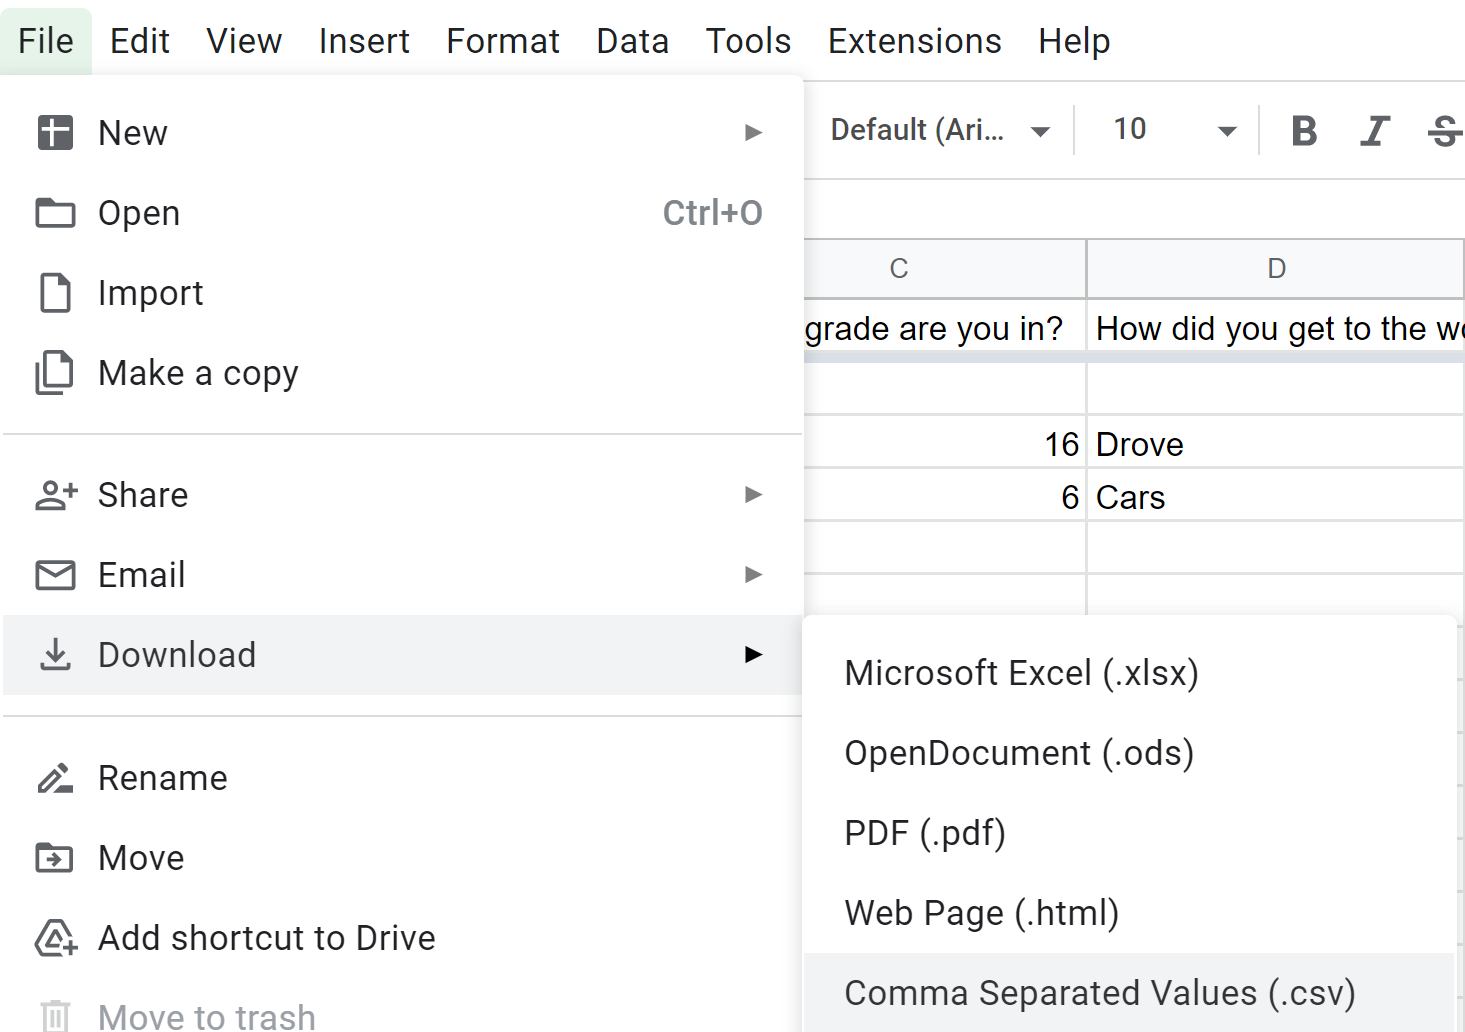 File Edit View Insert Format Data Tools Extensions Help
Default (Ari... 10 B I S
New
Open Ctrl+O
Import
Make a copy
Share
Email
Download
Rename
Move
Add shortcut to Drive
Move to trash
C D
grade are you in? How did you get to the
16 Drove
6 Cars
Microsoft Excel (.xlsx)
OpenDocument (.ods)
PDF (.pdf)
Web Page (.html)
Comma Separated Values (.csv)